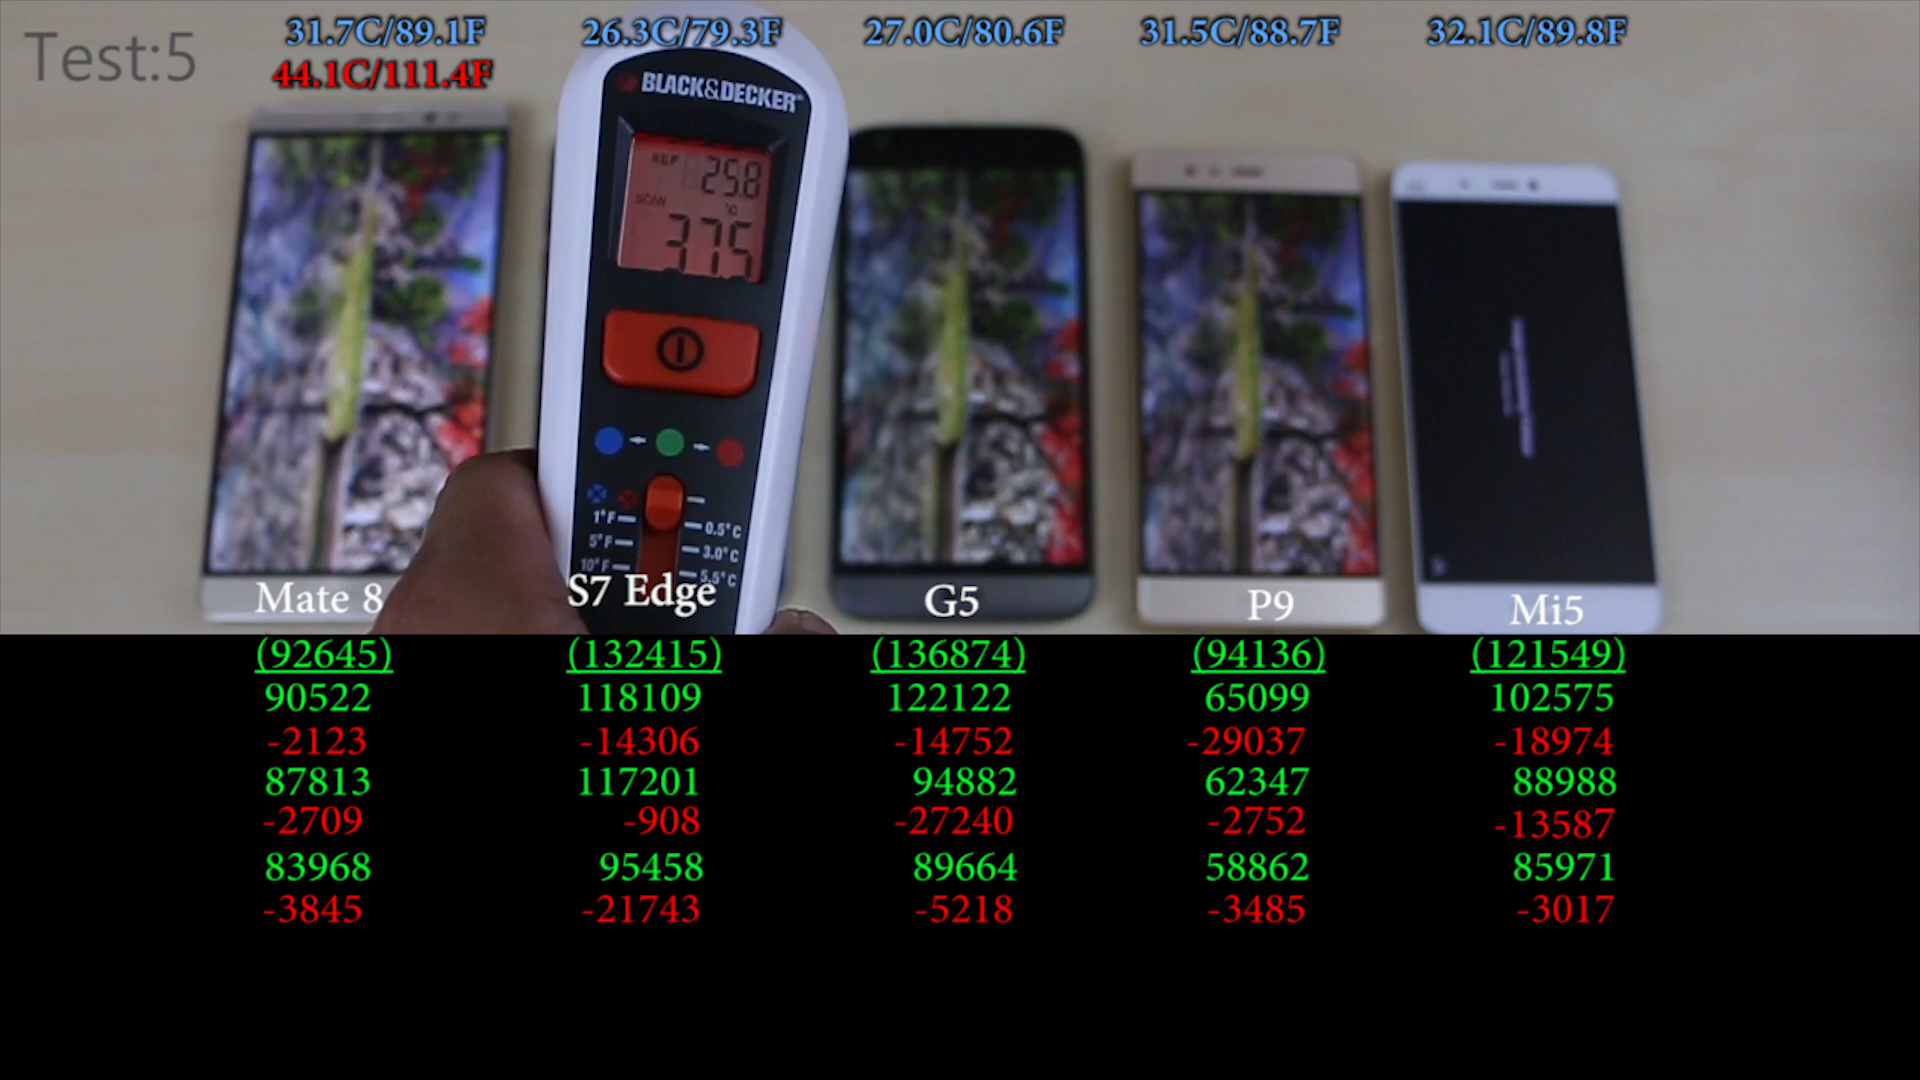 Test:5
31.7C/89.1F 26.3C/79.3F 27.0C/80.6F 31.5C/88.7F 32.1C/89.8F
44.1C/111.4F
BLACK&DECKER
REF 25.8
SCAN °C
37.5
1°F 0.5°C
5°F 3.0°C
10°F 5.5°C
Mate 8 S7 Edge G5 P9 Mi5
(92645) (132415) (136874) (94136) (121549)
90522 118109 122122 65099 102575
-2123 -14306 -14752 -29037 -18974
87813 117201 94882 62347 88988
-2709 -908 -27240 -2752 -13587
83968 95458 89664 58862 85971
-3845 -21743 -5218 -3485 -3017